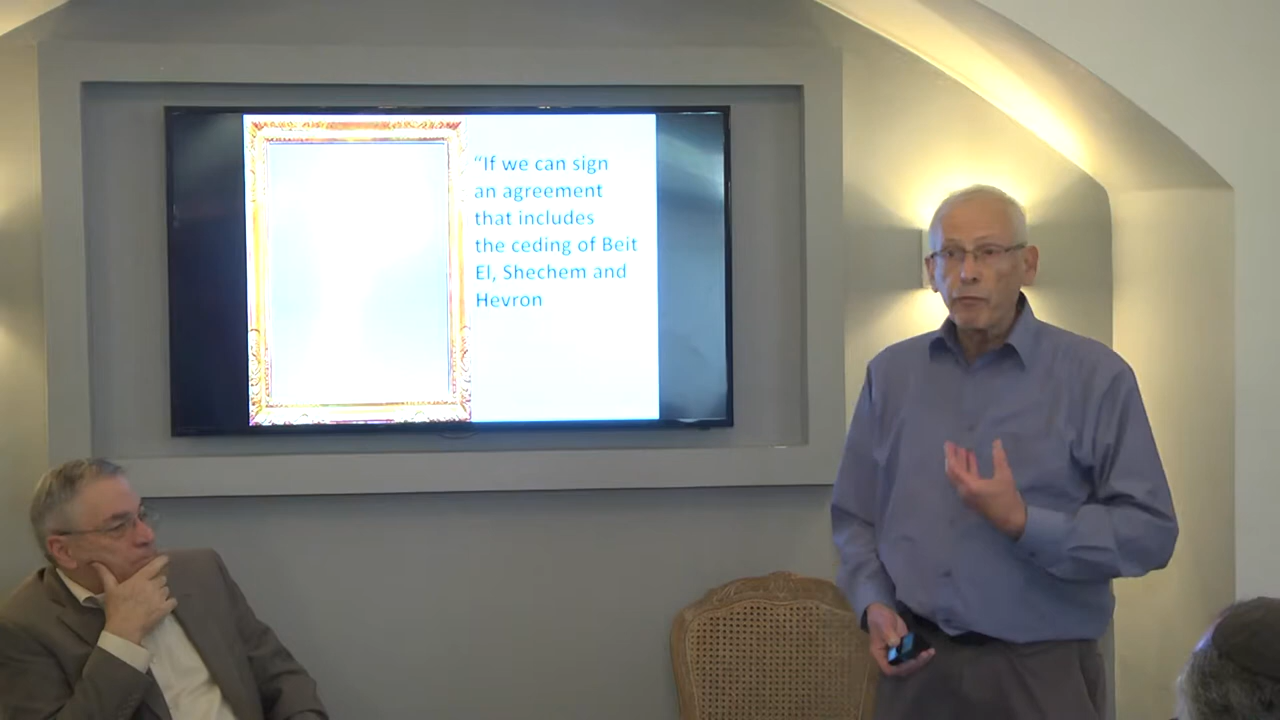 “If we can sign
an agreement
that includes
the ceding of Beit
El, Shechem and
Hevron